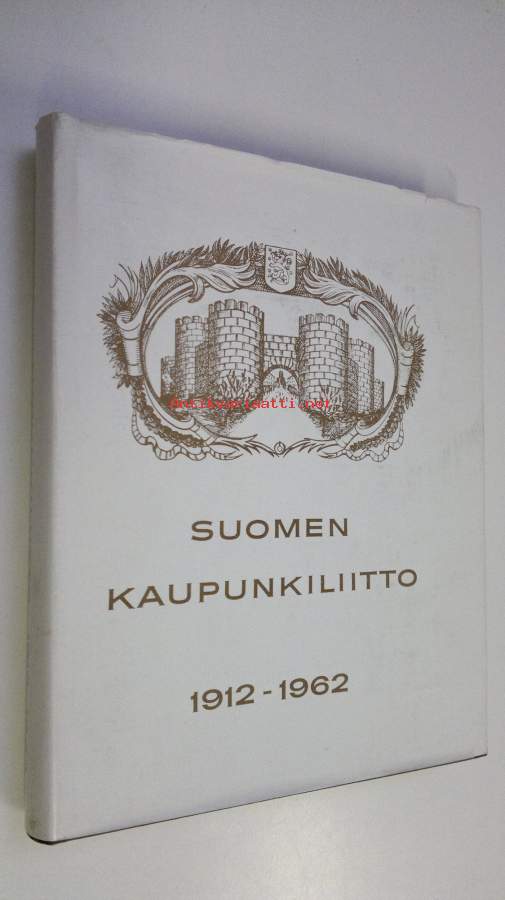 antikvariaatti.net
SUOMEN
KAUPUNKILIITTO
1912 - 1962